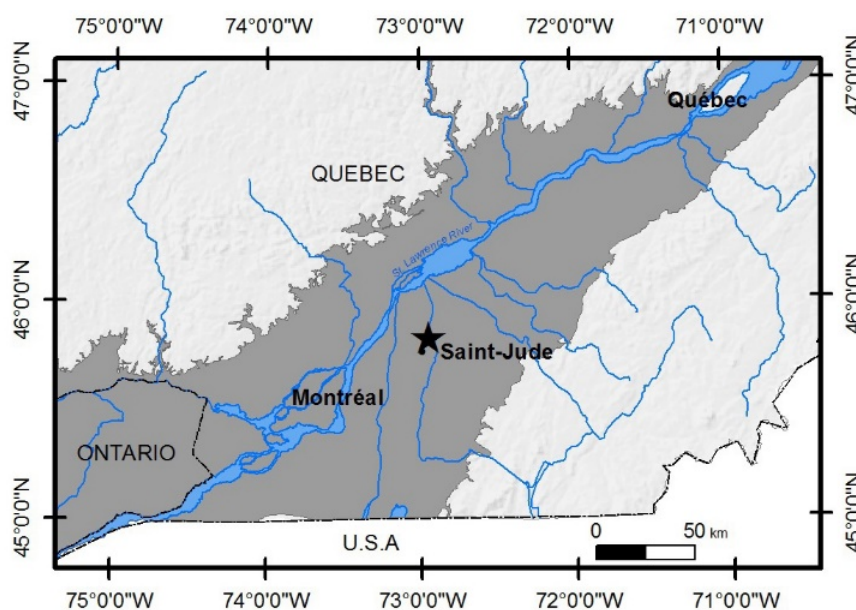 75°0'0"W 74°0'0"W 73°0'0"W 72°0'0"W 71°0'0"W
47°0'0"N 47°0'0"N
Québec
QUEBEC
St. Lawrence River
46°0'0"N 46°0'0"N
Saint-Jude
Montréal
ONTARIO
45°0'0"N 45°0'0"N
0 50 km
U.S.A
75°0'0"W 74°0'0"W 73°0'0"W 72°0'0"W 71°0'0"W